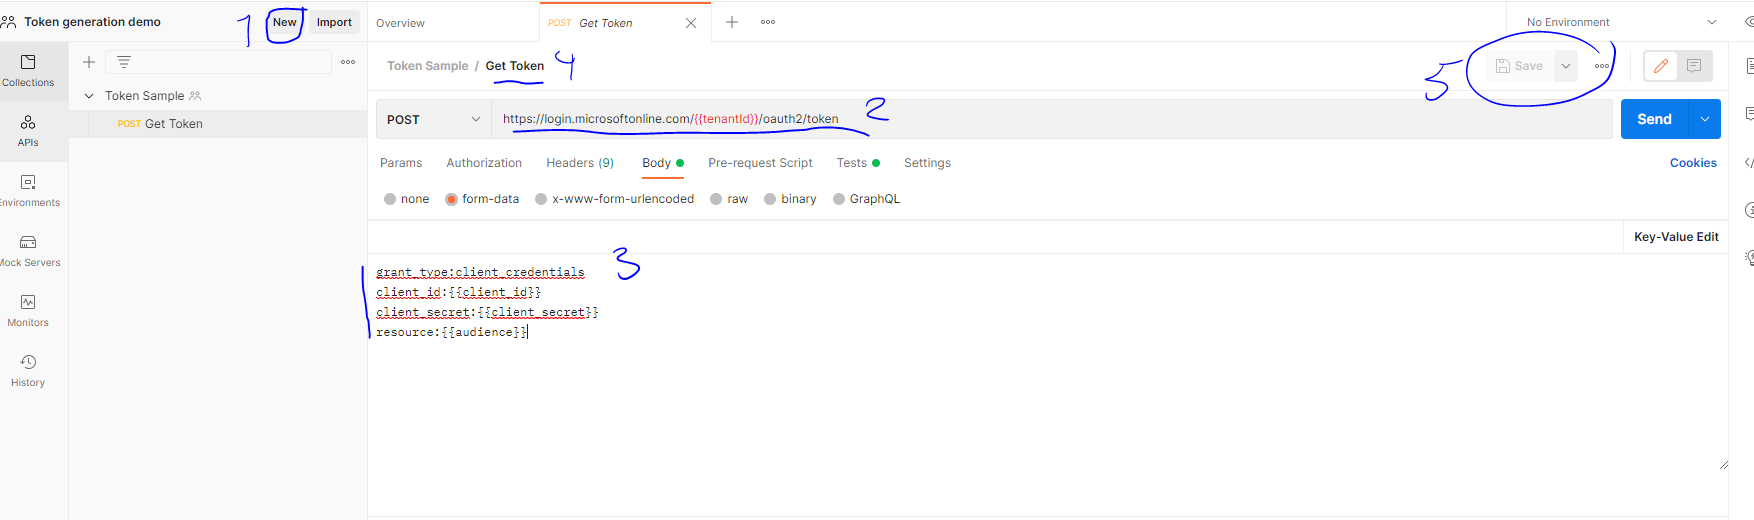 Token generation demo
1
New
Import
Overview
POST Get Token
No Environment
Collections
Token Sample / Get Token
4
5
Save
Token Sample
POST Get Token
POST
https://login.microsoftonline.com/{{tenantId}}/oauth2/token
2
Send
APIs
Params
Authorization
Headers (9)
Body
Pre-request Script
Tests
Settings
Cookies
none
form-data
x-www-form-urlencoded
raw
binary
GraphQL
nvironments
Key-Value Edit
Mock Servers
3
grant_type:client_credentials
client_id:{{client_id}}
client_secret:{{client_secret}}
resource:{{audience}}
Monitors
History